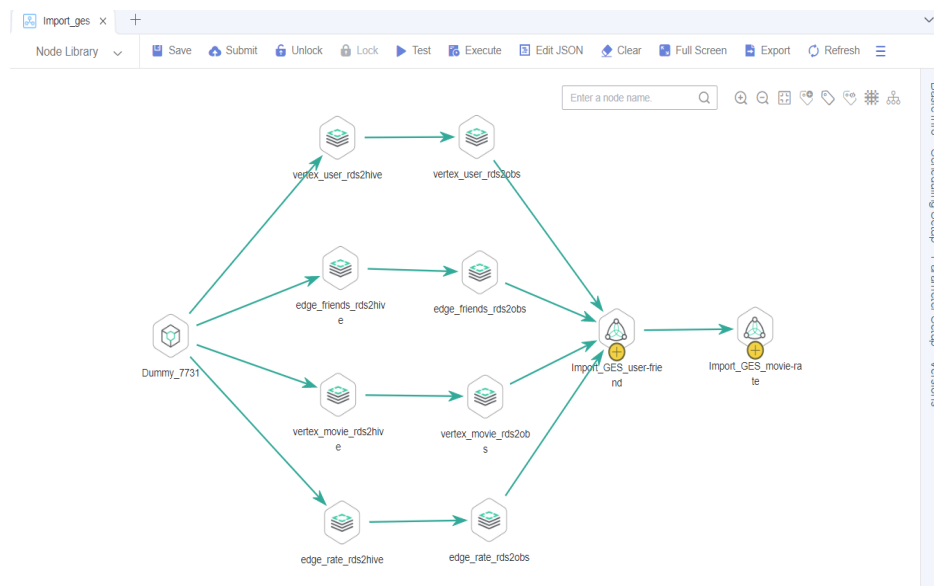 Import_ges
Node Library Save Submit Unlock Lock Test Execute Edit JSON Clear Full Screen Export Refresh
Enter a node name.
vertex_user_rds2hive
vertex_user_rds2obs
edge_friends_rds2hiv
e
edge_friends_rds2obs
Dummy_7731
Import_GES_user-frie
nd
Import_GES_movie-ra
te
vertex_movie_rds2hiv
e
vertex_movie_rds2ob
s
edge_rate_rds2hive
edge_rate_rds2obs